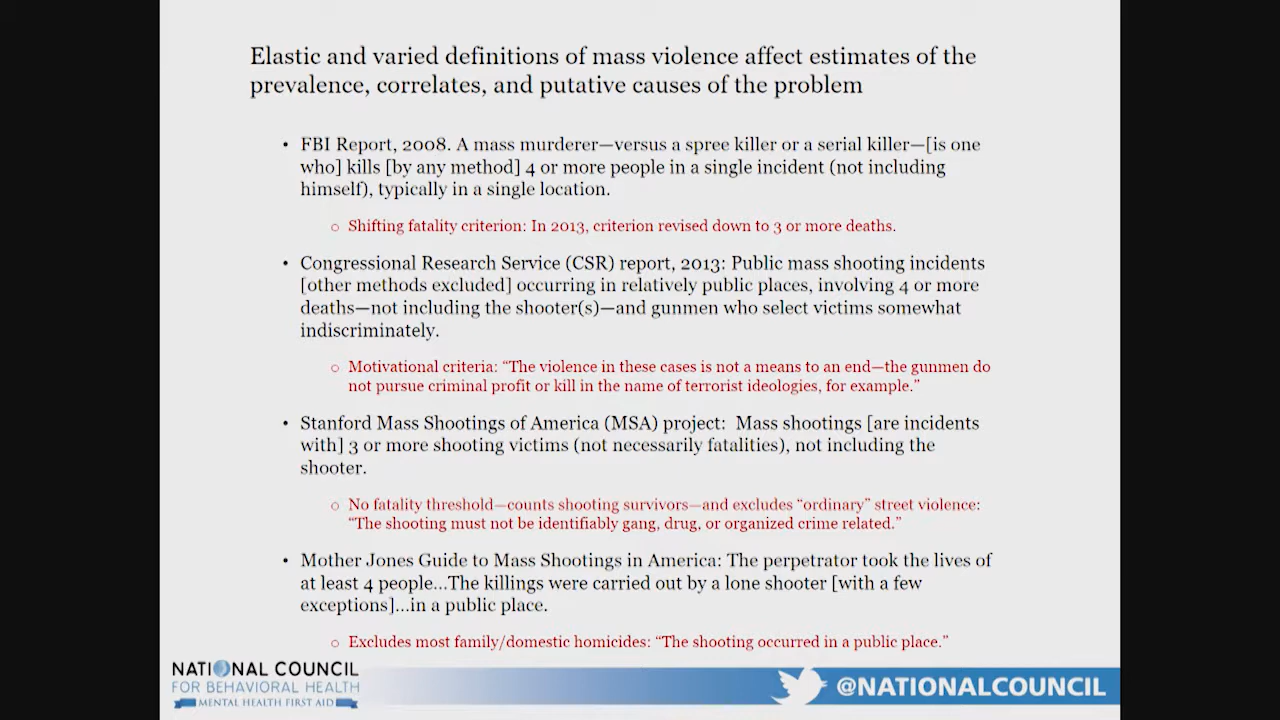 Elastic and varied definitions of mass violence affect estimates of the
prevalence, correlates, and putative causes of the problem
• FBI Report, 2008. A mass murderer—versus a spree killer or a serial killer—[is one
who] kills [by any method] 4 or more people in a single incident (not including
himself), typically in a single location.
o Shifting fatality criterion: In 2013, criterion revised down to 3 or more deaths.
• Congressional Research Service (CSR) report, 2013: Public mass shooting incidents
[other methods excluded] occurring in relatively public places, involving 4 or more
deaths—not including the shooter(s)—and gunmen who select victims somewhat
indiscriminately.
o Motivational criteria: “The violence in these cases is not a means to an end—the gunmen do
not pursue criminal profit or kill in the name of terrorist ideologies, for example.”
• Stanford Mass Shootings of America (MSA) project:  Mass shootings [are incidents
with] 3 or more shooting victims (not necessarily fatalities), not including the
shooter.
o No fatality threshold—counts shooting survivors—and excludes “ordinary” street violence:
“The shooting must not be identifiably gang, drug, or organized crime related.”
• Mother Jones Guide to Mass Shootings in America: The perpetrator took the lives of
at least 4 people…The killings were carried out by a lone shooter [with a few
exceptions]…in a public place.
o Excludes most family/domestic homicides: “The shooting occurred in a public place.”
NATIONAL COUNCIL
FOR BEHAVIORAL HEALTH
MENTAL HEALTH FIRST AID
@NATIONALCOUNCIL